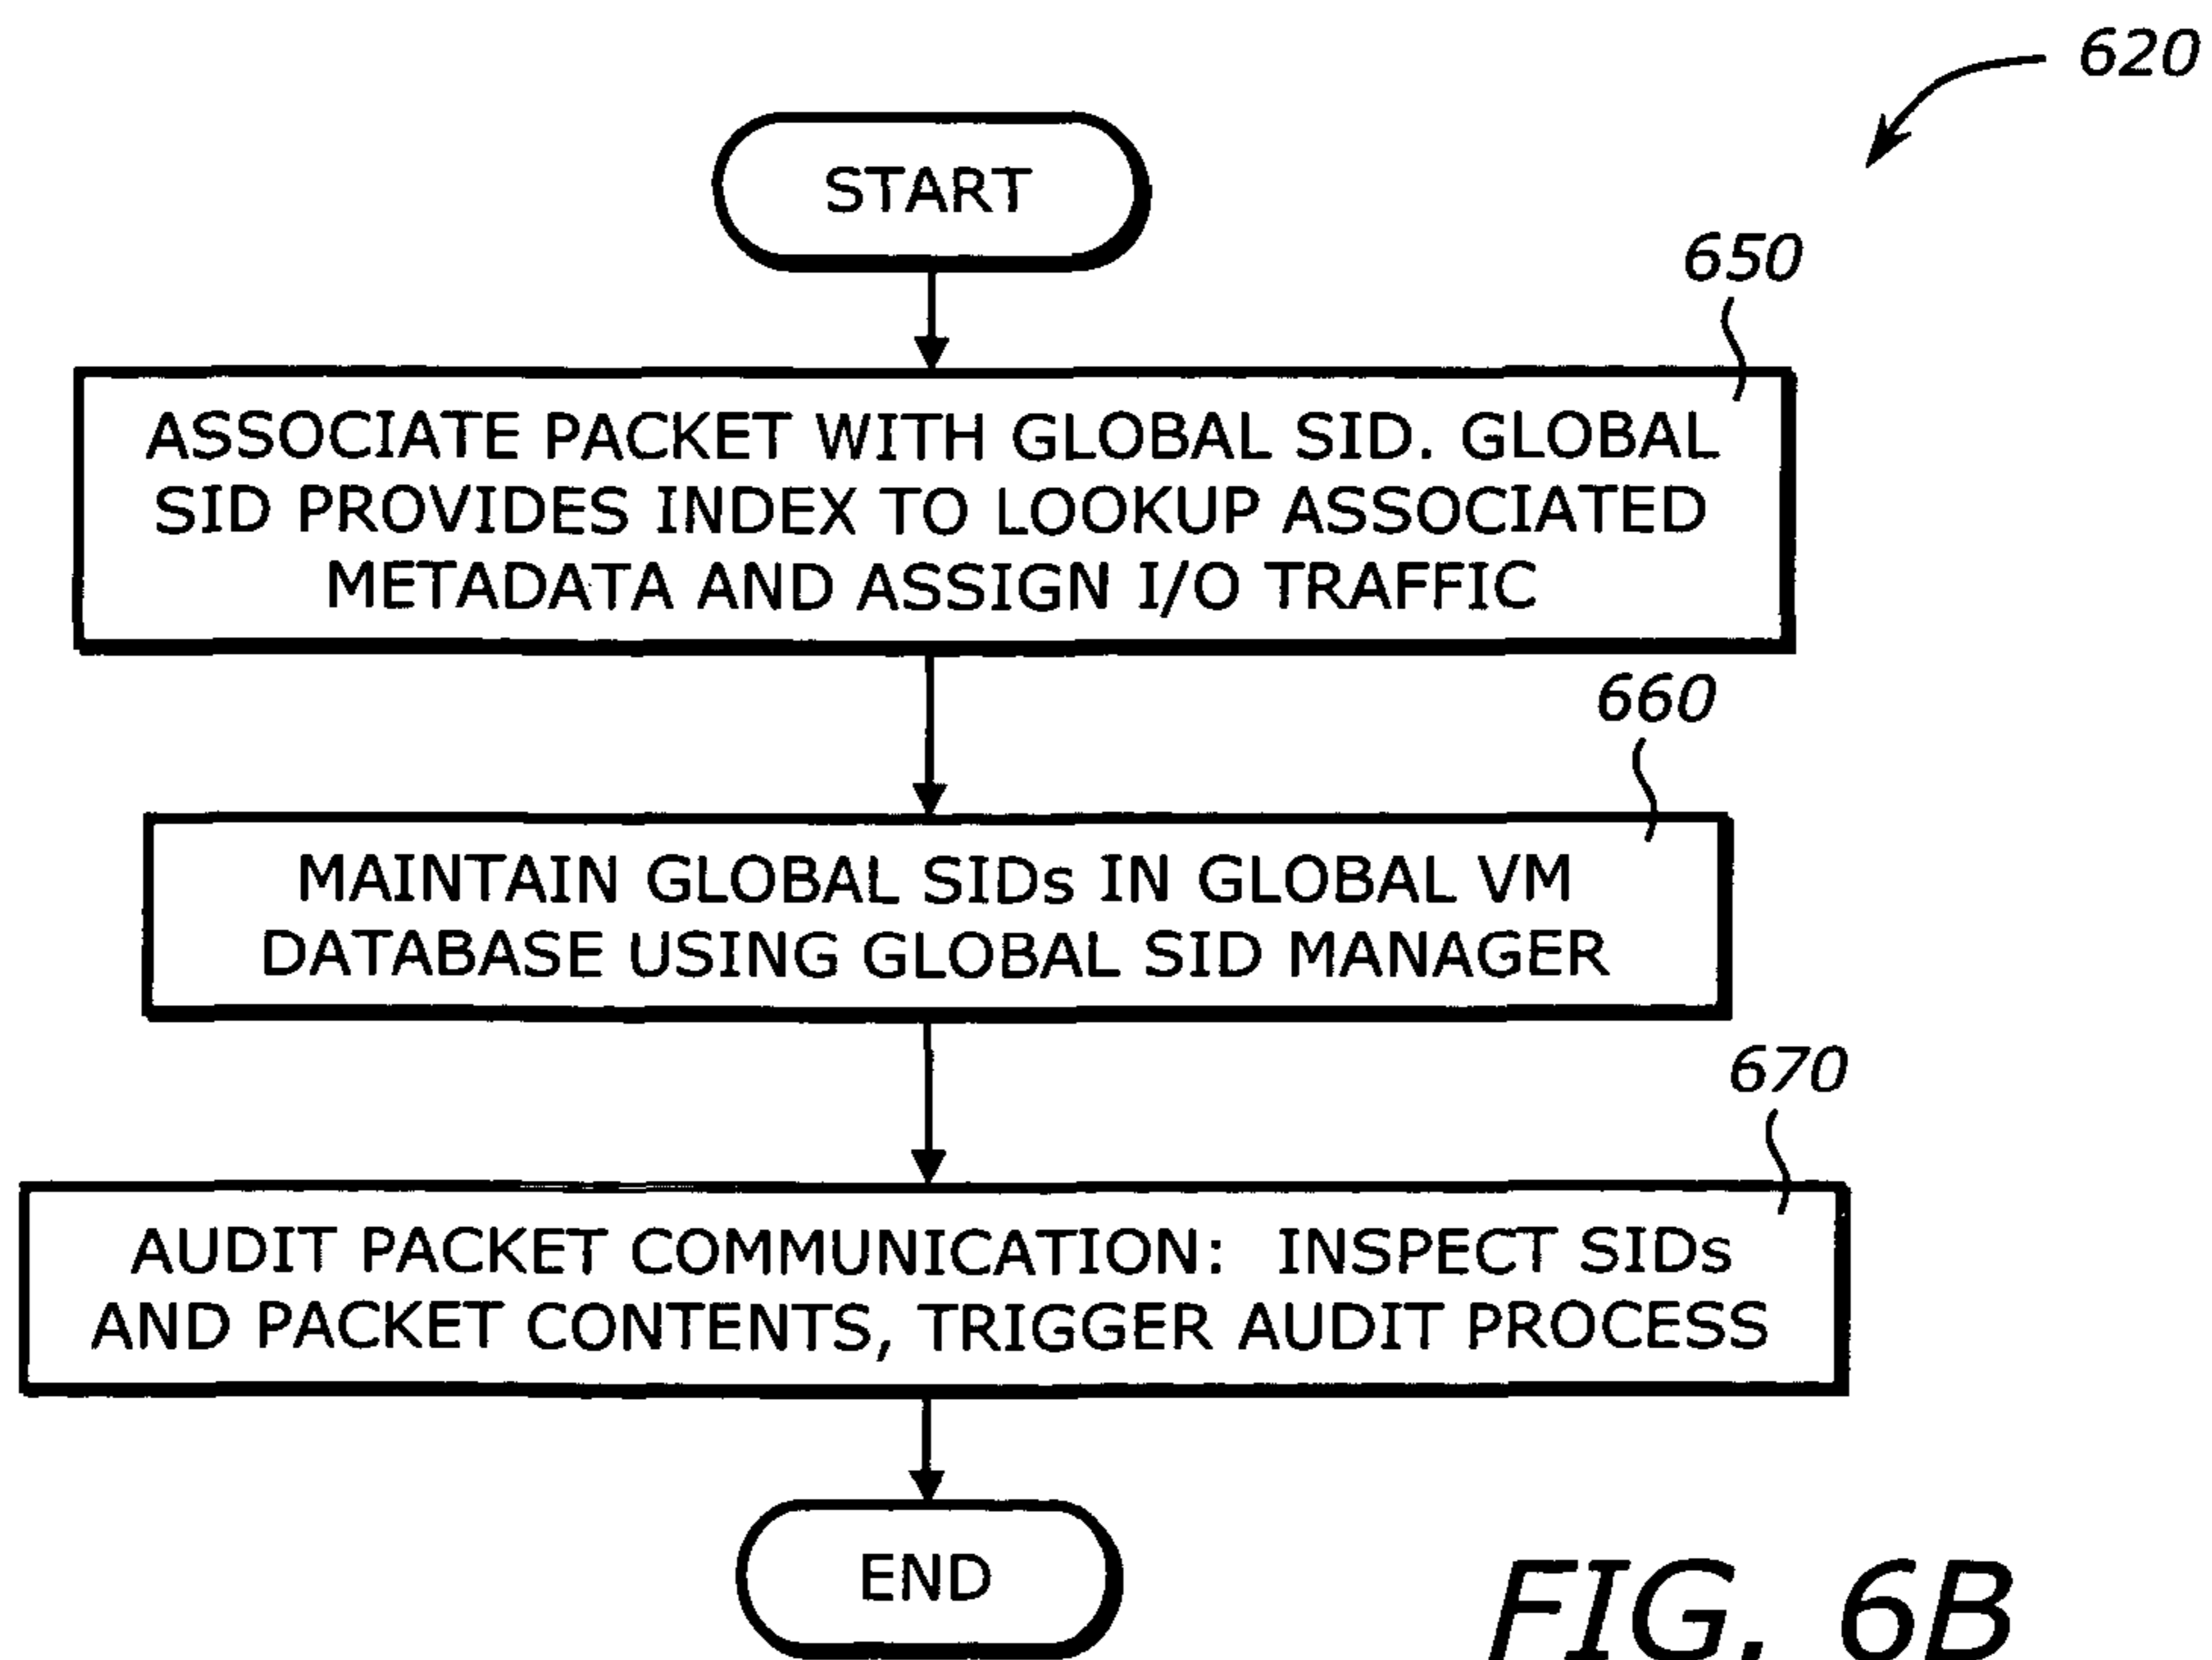 620
START
650
ASSOCIATE PACKET WITH GLOBAL SID. GLOBAL
SID PROVIDES INDEX TO LOOKUP ASSOCIATED
METADATA AND ASSIGN I/O TRAFFIC
660
MAINTAIN GLOBAL SIDs IN GLOBAL VM
DATABASE USING GLOBAL SID MANAGER
670
AUDIT PACKET COMMUNICATION: INSPECT SIDs
AND PACKET CONTENTS, TRIGGER AUDIT PROCESS
END
FIG. 6B